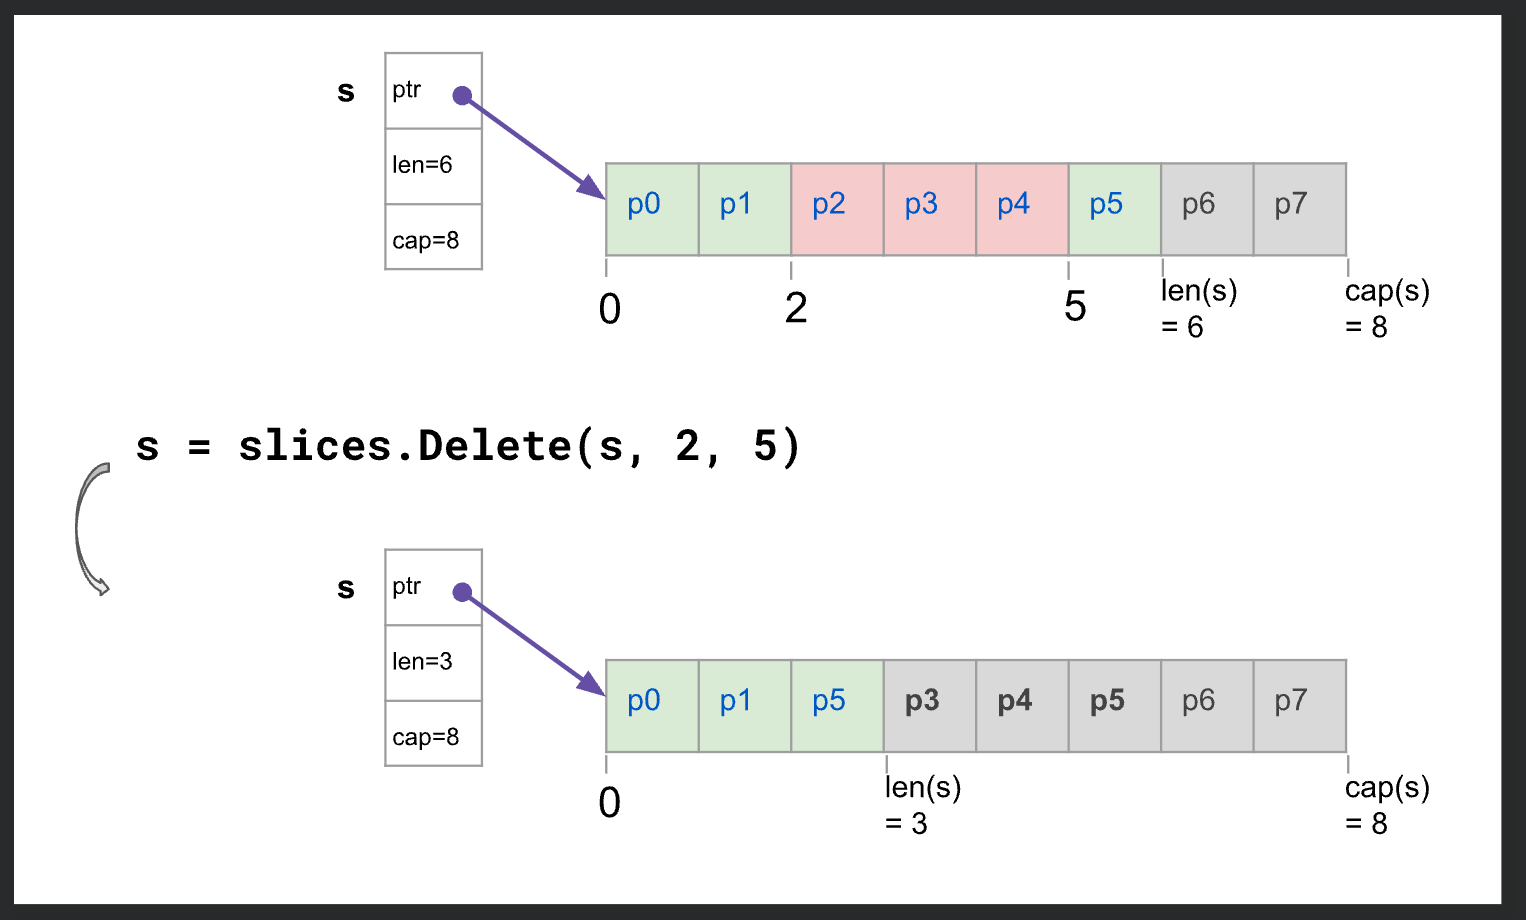 s
ptr
len=6
cap=8
p0 p1 p2 p3 p4 p5 p6 p7
0 2 5 len(s) cap(s)
= 6 = 8
s = slices.Delete(s, 2, 5)
s
ptr
len=3
cap=8
p0 p1 p5 p3 p4 p5 p6 p7
0 len(s) cap(s)
= 3 = 8